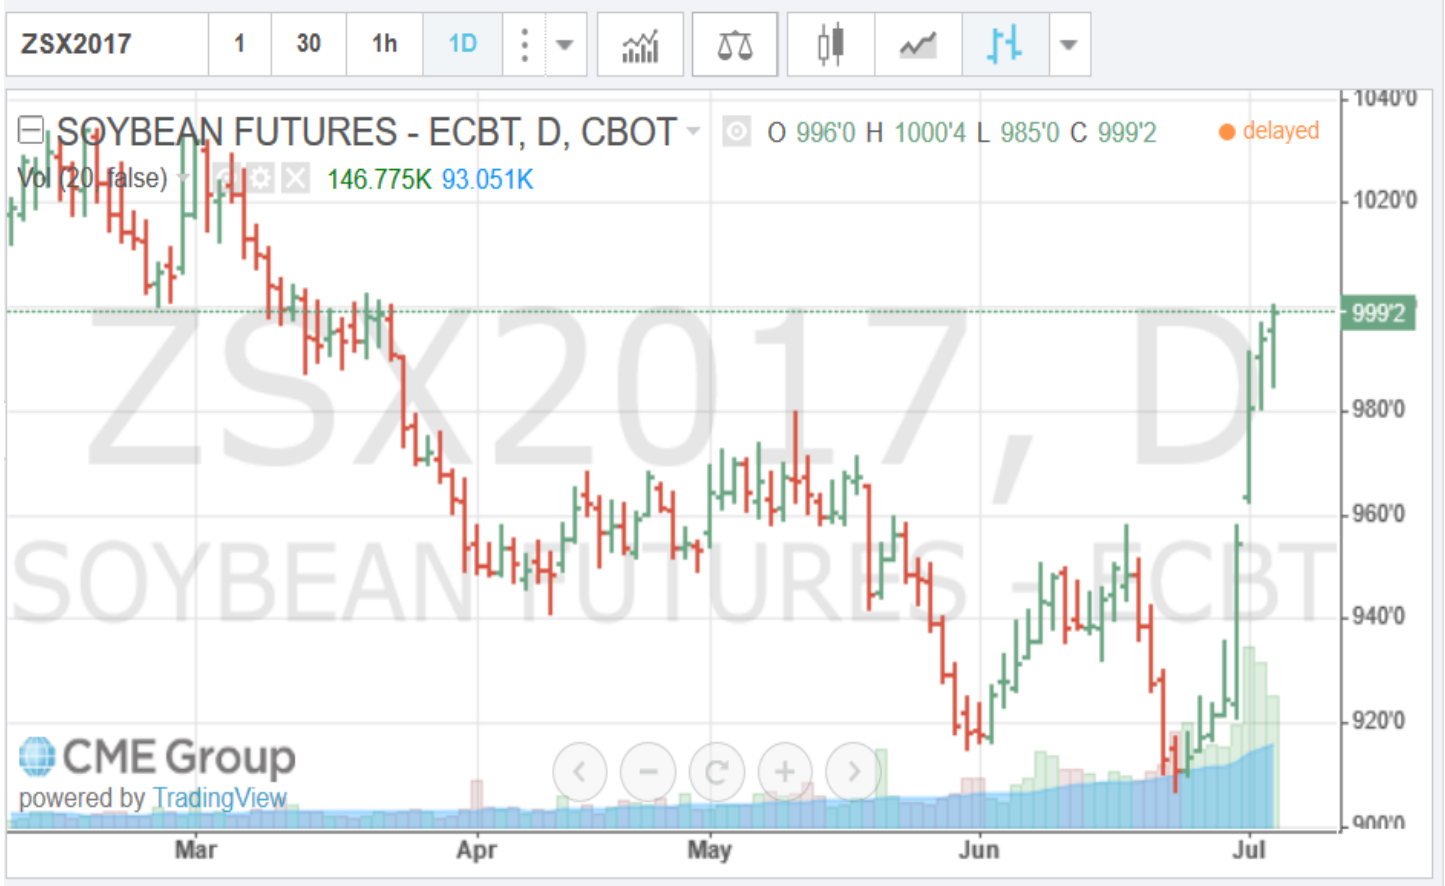 ZSX2017 1 30 1h 1D
SOYBEAN FUTURES - ECBT, D, CBOT O 996'0 H 1000'4 L 985'0 C 999'2 delayed
Vol (20, false) 146.775K 93.051K
1040'0
1020'0
999'2
980'0
960'0
940'0
920'0
900'0
ZSX2017, D
SOYBEAN FUTURES - ECBT
CME Group
powered by TradingView
Mar Apr May Jun Jul